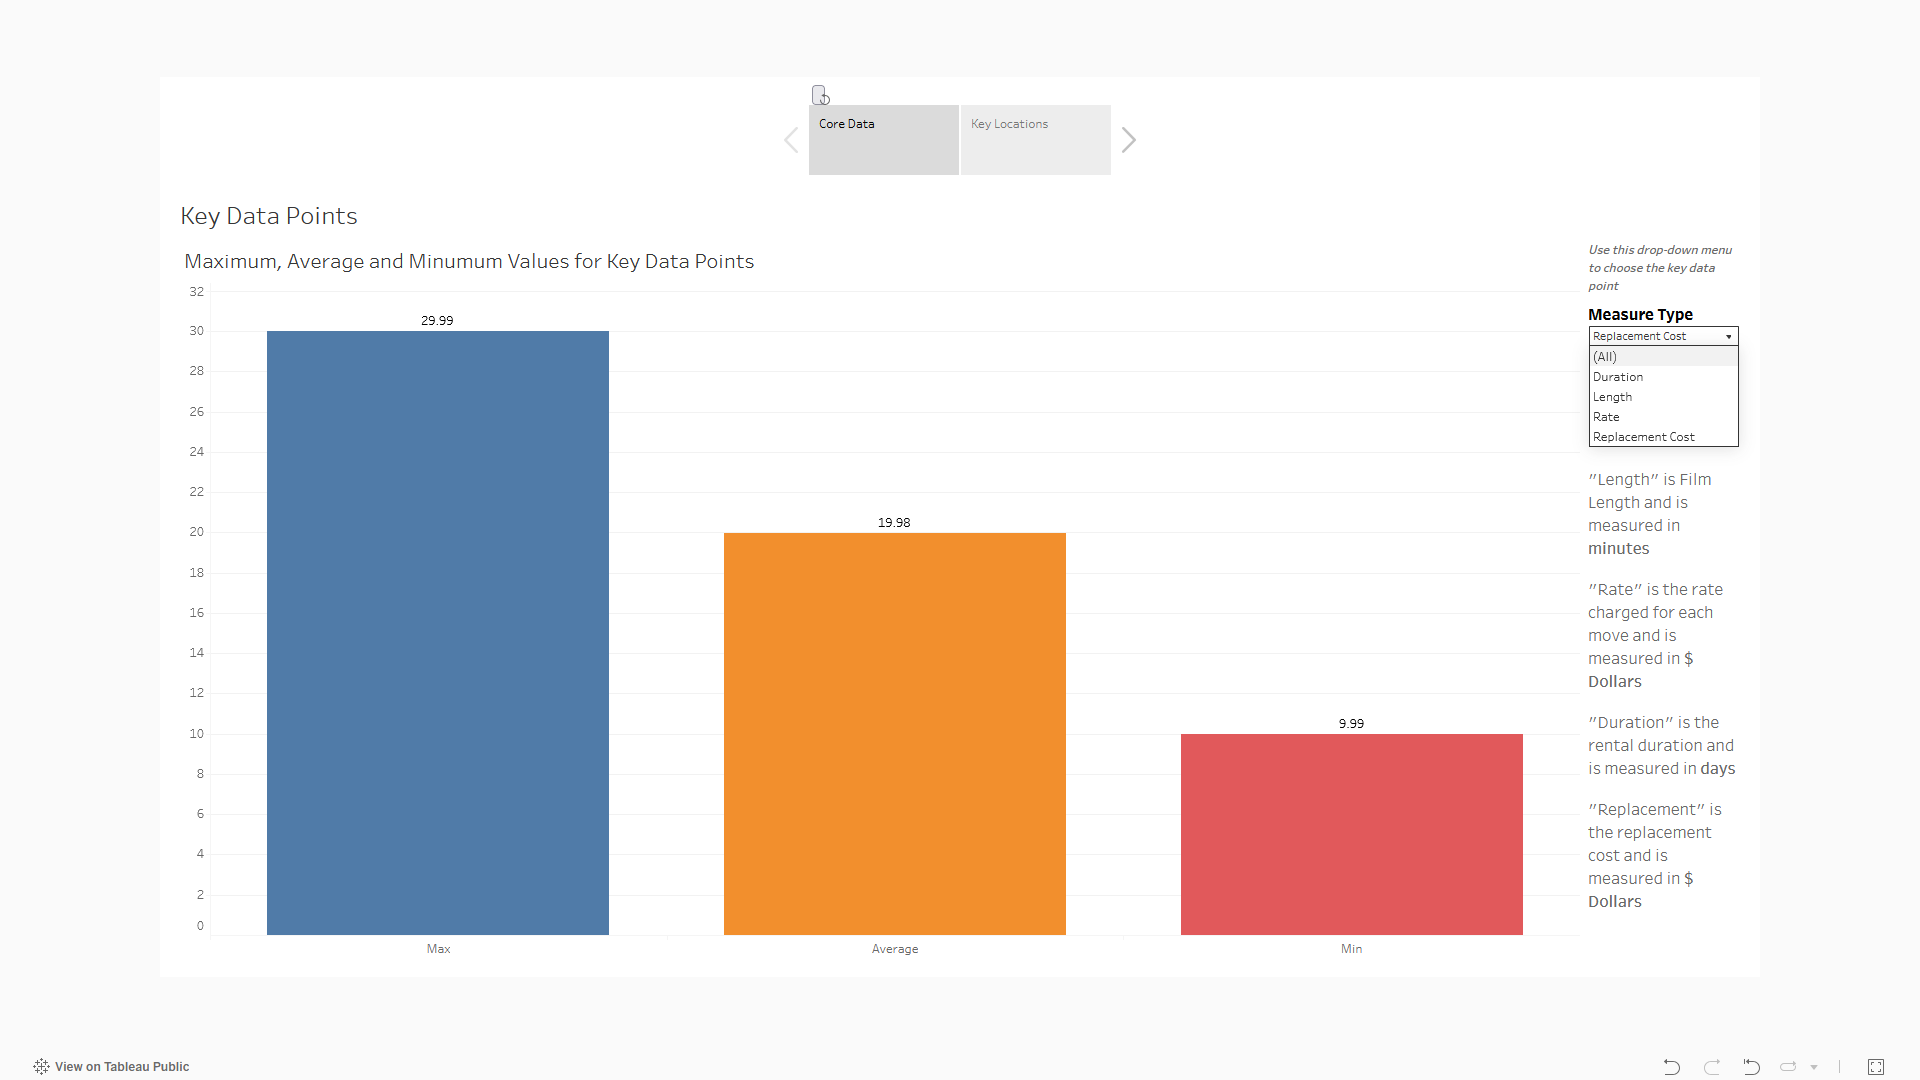 Core Data
Key Locations
Key Data Points
Maximum, Average and Minumum Values for Key Data Points
32
30
28
26
24
22
20
18
16
14
12
10
8
6
4
2
0
29.99
19.98
9.99
Max
Average
Min
Use this drop-down menu
to choose the key data
point
Measure Type
Replacement Cost
(All)
Duration
Length
Rate
Replacement Cost
"Length" is Film
Length and is
measured in
minutes
"Rate" is the rate
charged for each
move and is
measured in $
Dollars
"Duration" is the
rental duration and
is measured in days
"Replacement" is
the replacement
cost and is
measured in $
Dollars
View on Tableau Public